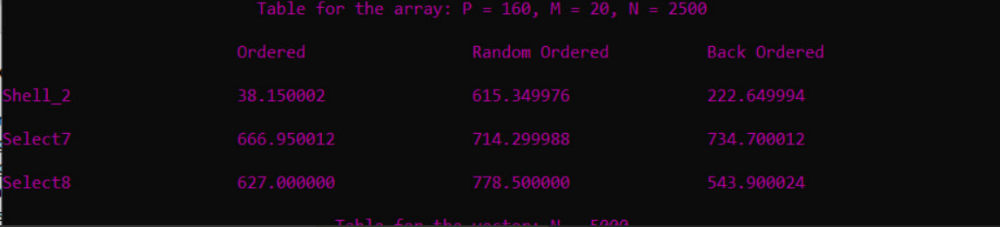 Table for the array: P = 160, M = 20, N = 2500
Ordered Random Ordered Back Ordered
Shell_2 38.150002 615.349976 222.649994
Select7 666.950012 714.299988 734.700012
Select8 627.000000 778.500000 543.900024
Table for the vector: N = 5000